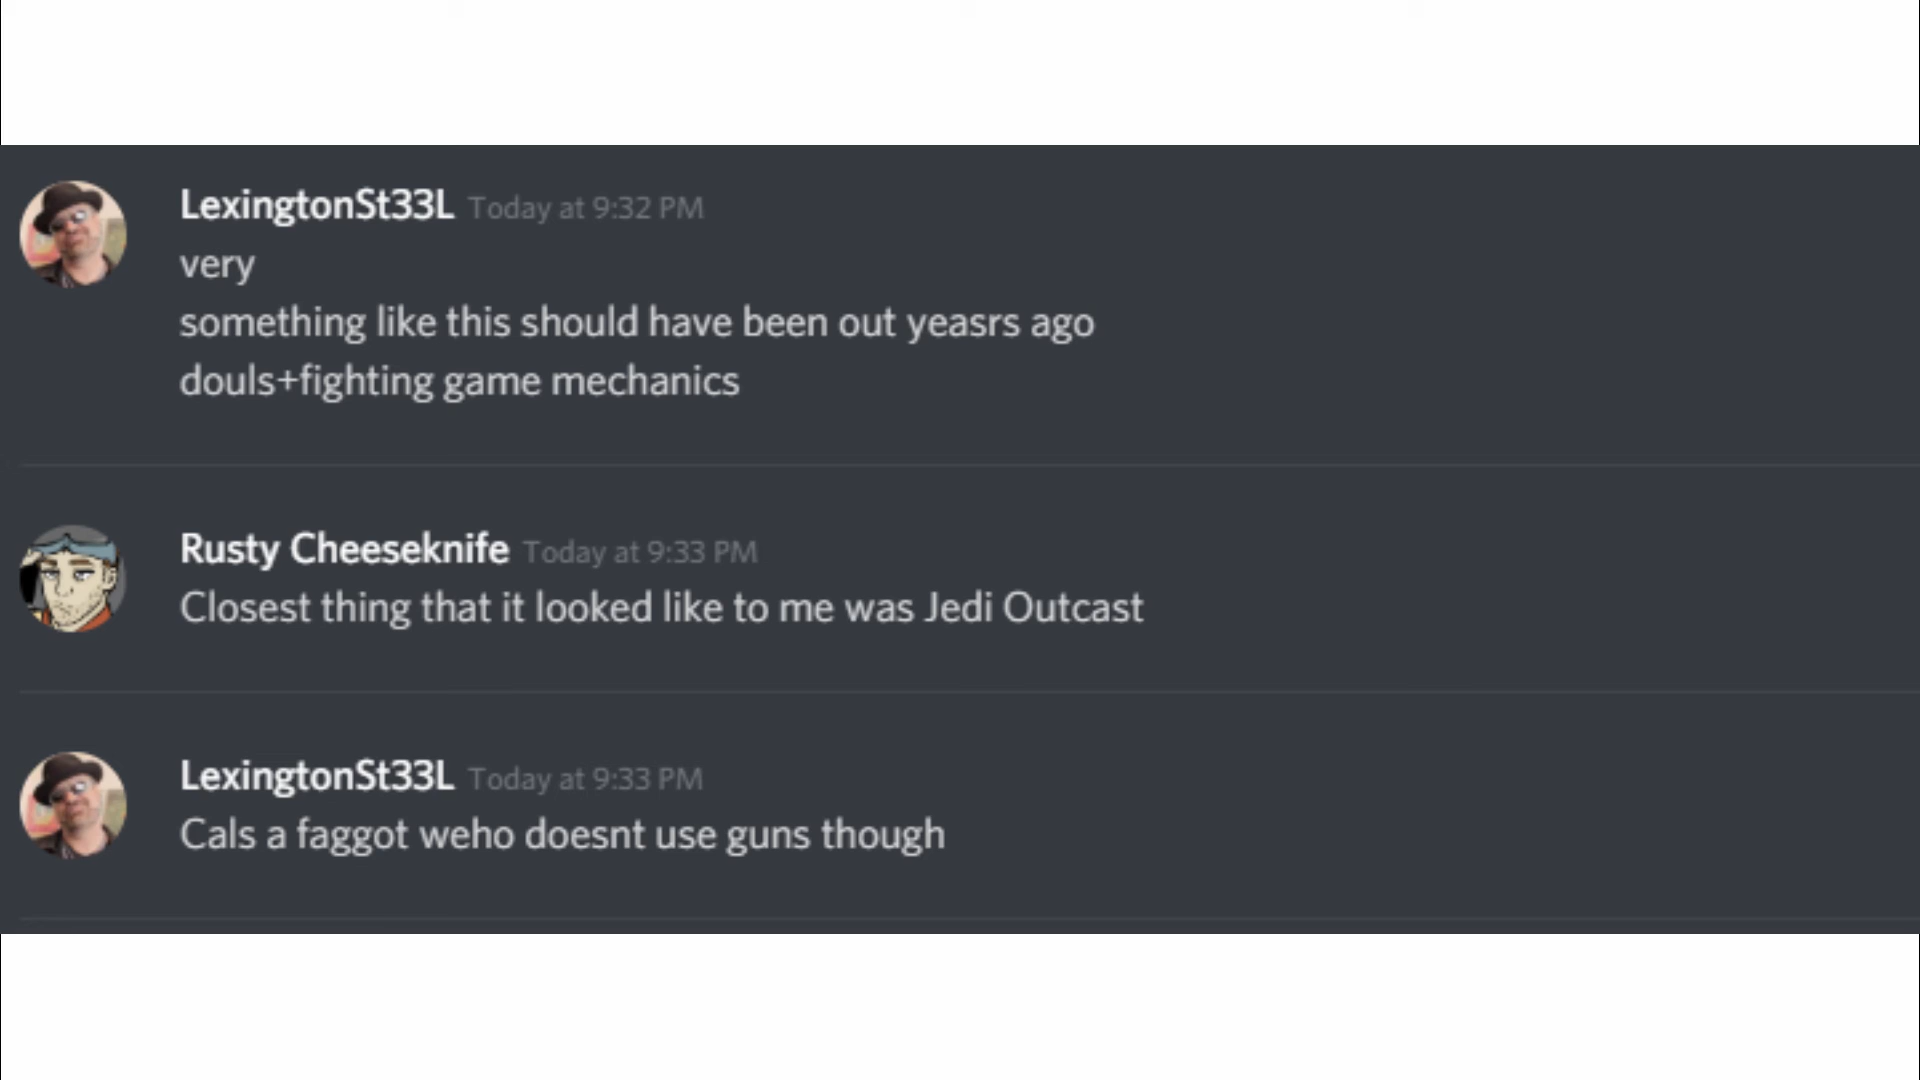 LexingtonSt33L Today at 9:32 PM
very
something like this should have been out yeasrs ago
douls+fighting game mechanics
Rusty Cheeseknife Today at 9:33 PM
Closest thing that it looked like to me was Jedi Outcast
LexingtonSt33L Today at 9:33 PM
Cals a faggot weho doesnt use guns though